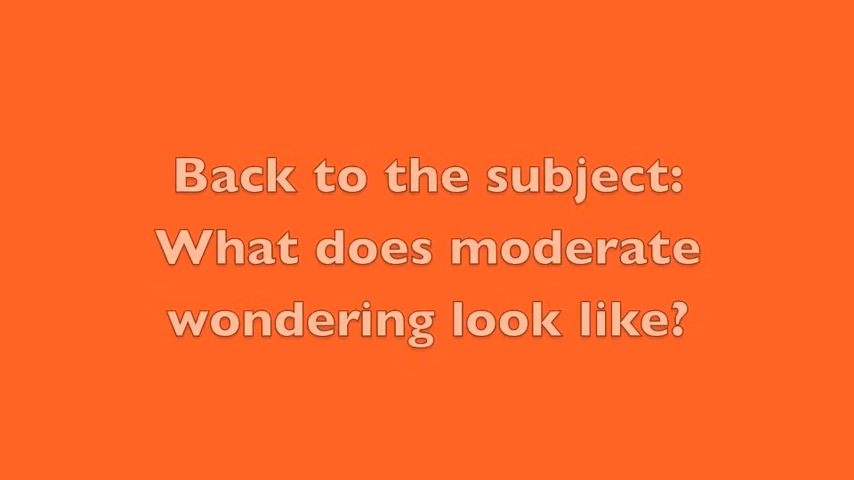 Back to the subject:
What does moderate
wondering look like?